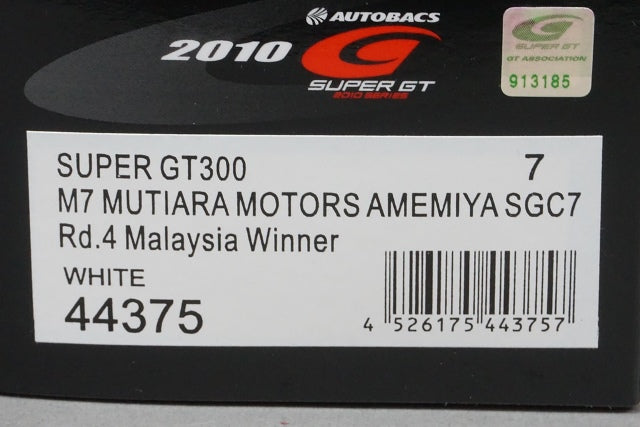 AUTOBACS
2010
SUPER GT
2010 SERIES
SUPER GT
GT ASSOCIATION
913185
SUPER GT300 7
M7 MUTIARA MOTORS AMEMIYA SGC7
Rd.4 Malaysia Winner
WHITE
44375
4 526175 443757